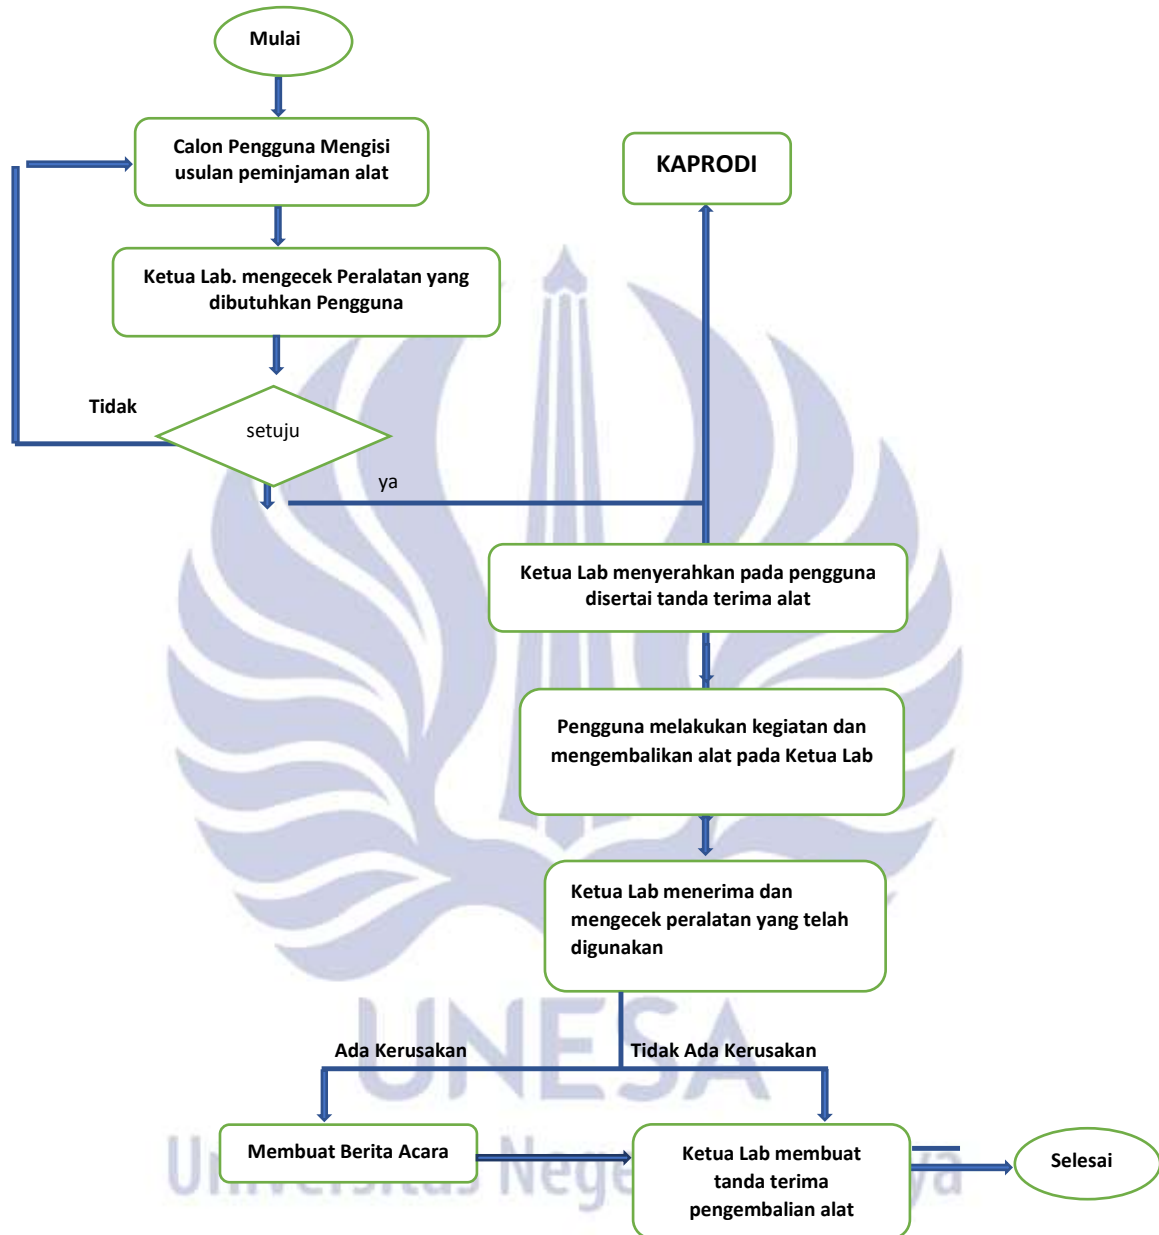 Mulai
Calon Pengguna Mengisi
usulan peminjaman alat
KAPRODI
Ketua Lab. mengecek Peralatan yang
dibutuhkan Pengguna
Tidak
setuju
ya
Ketua Lab menyerahkan pada pengguna
disertai tanda terima alat
Pengguna melakukan kegiatan dan
mengembalikan alat pada Ketua Lab
Ketua Lab menerima dan
mengecek peralatan yang telah
digunakan
UNESA
Ada Kerusakan
Tidak Ada Kerusakan
Membuat Berita Acara
Ketua Lab membuat
tanda terima
pengembalian alat
Selesai